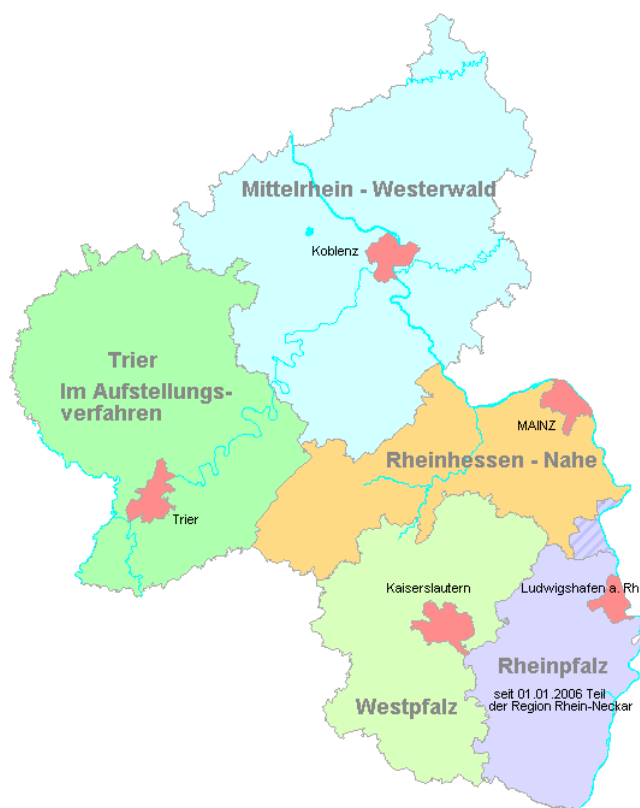 Mittelrhein - Westerwald
Koblenz
Trier
Im Aufstellungs-
verfahren
MAINZ
Rheinhessen - Nahe
Trier
Kaiserslautern
Ludwigshafen a. Rh
Rheinpfalz
seit 01.01.2006 Teil
der Region Rhein-Neckar
Westpfalz